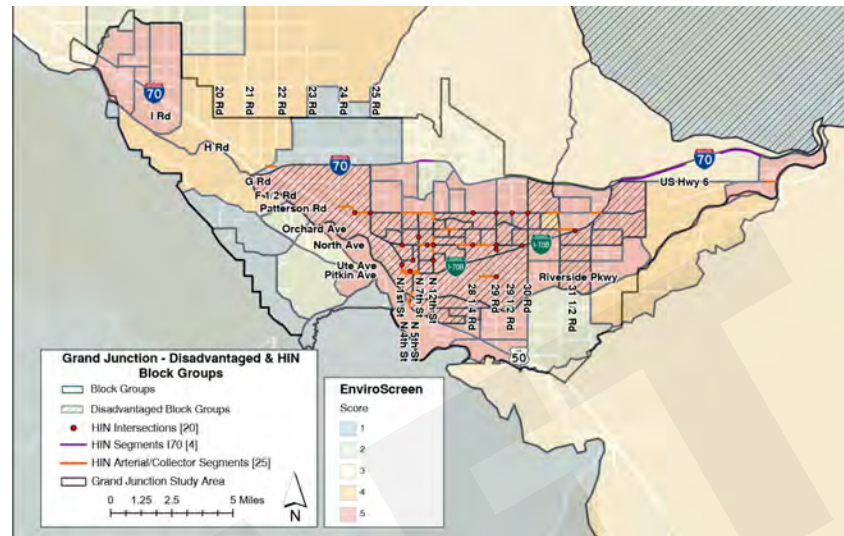 70
I Rd
20 Rd
21 Rd
22 Rd
23 Rd
24 Rd
25 Rd
H Rd
70
70
US Hwy 6
G Rd
F 1/2 Rd
Patterson Rd
Orchard Ave
North Ave
I-70B
I-70B
Ute Ave
Pitkin Ave
Riverside Pkwy
N 1st St
N 4th St
N 5th St
N 7th St
N 12th St
28 1/4 Rd
29 Rd
29 1/2 Rd
30 Rd
31 1/2 Rd
50
Grand Junction - Disadvantaged & HIN
Block Groups
Block Groups
Disadvantaged Block Groups
HIN Intersections [20]
HIN Segments I70 [4]
HIN Arterial/Collector Segments [25]
Grand Junction Study Area
0 1.25 2.5 5 Miles
N
EnviroScreen
Score
1
2
3
4
5